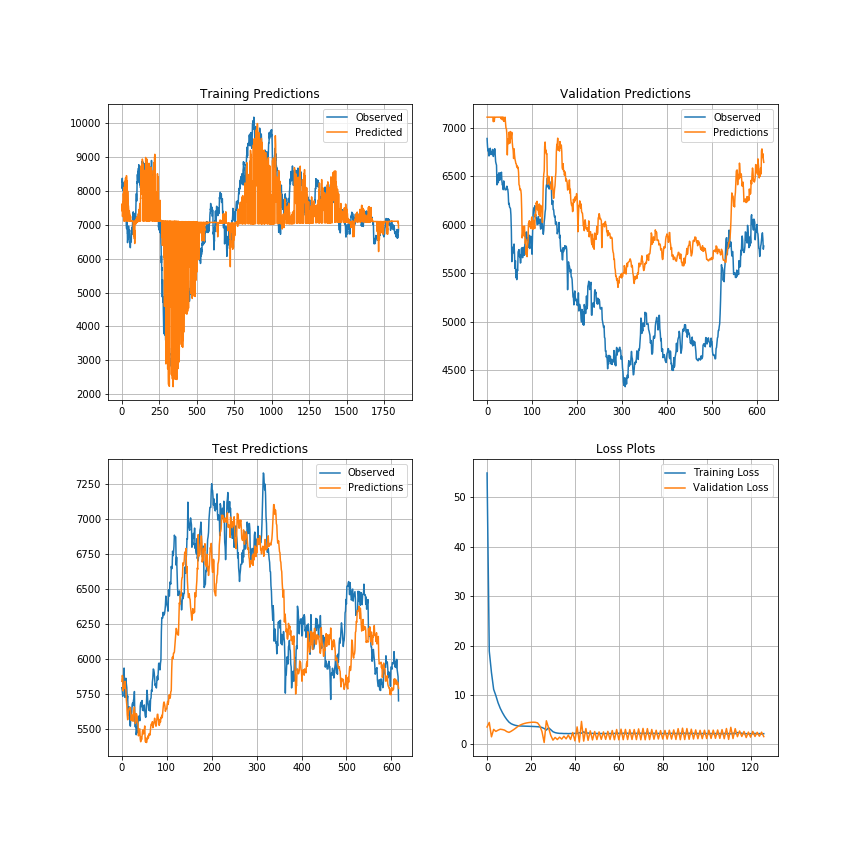 Training Predictions
Observed
Predicted
10000
9000
8000
7000
6000
5000
4000
3000
2000
0 250 500 750 1000 1250 1500 1750
Validation Predictions
Observed
Predictions
7000
6500
6000
5500
5000
4500
0 100 200 300 400 500 600
Test Predictions
Observed
Predictions
7250
7000
6750
6500
6250
6000
5750
5500
0 100 200 300 400 500 600
Loss Plots
Training Loss
Validation Loss
50
40
30
20
10
0
0 20 40 60 80 100 120